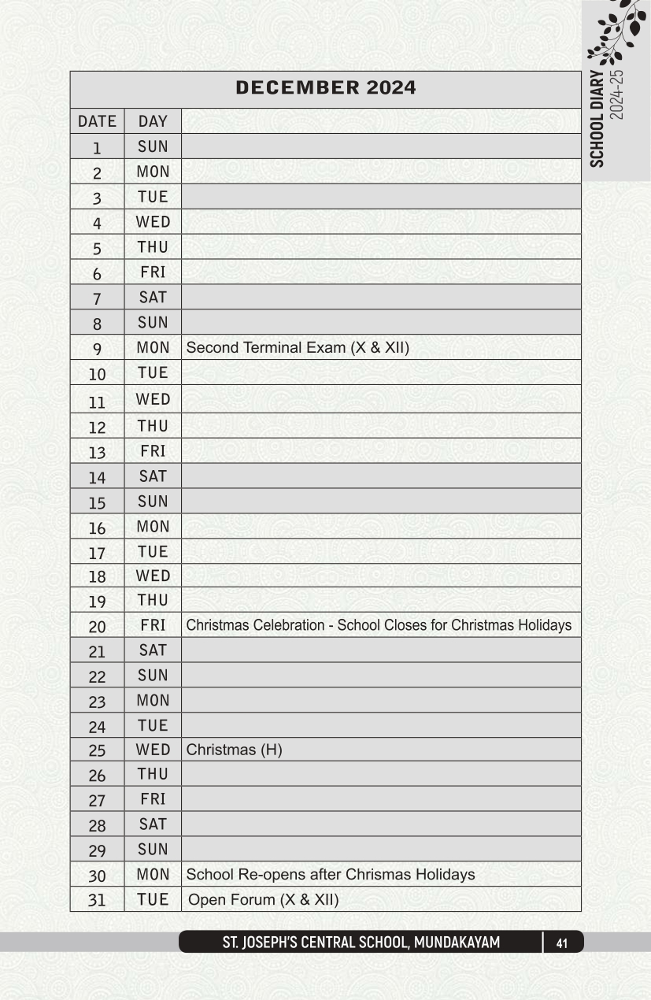 SCHOOL DIARY
2024-25
DECEMBER 2024
DATE DAY
1 SUN
2 MON
3 TUE
4 WED
5 THU
6 FRI
7 SAT
8 SUN
9 MON Second Terminal Exam (X & XII)
10 TUE
11 WED
12 THU
13 FRI
14 SAT
15 SUN
16 MON
17 TUE
18 WED
19 THU
20 FRI Christmas Celebration - School Closes for Christmas Holidays
21 SAT
22 SUN
23 MON
24 TUE
25 WED Christmas (H)
26 THU
27 FRI
28 SAT
29 SUN
30 MON School Re-opens after Chrismas Holidays
31 TUE Open Forum (X & XII)
ST. JOSEPH'S CENTRAL SCHOOL, MUNDAKAYAM 41